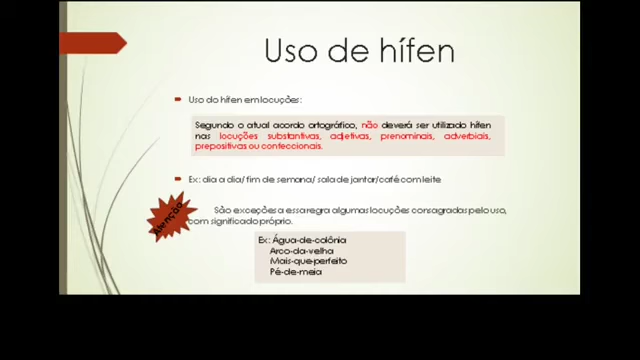 Uso de hífen
Uso do hífen em locuções:
Segundo o atual acordo ortográfico, não deverá ser utilizado hífen
nas locuções substantivas, adjetivas, prenominais, adverbiais,
prepositivas ou conteccionais.
Ex: dia a dia/ fim de semana/ sala de jantar/café com leite
Atenção
São exceções a essa regra algumas locuções consagradas pelo uso,
com significado próprio.
Ex: Água-de-colônia
Arco-da-velha
Mais-que-perfeito
Pé-de-meia